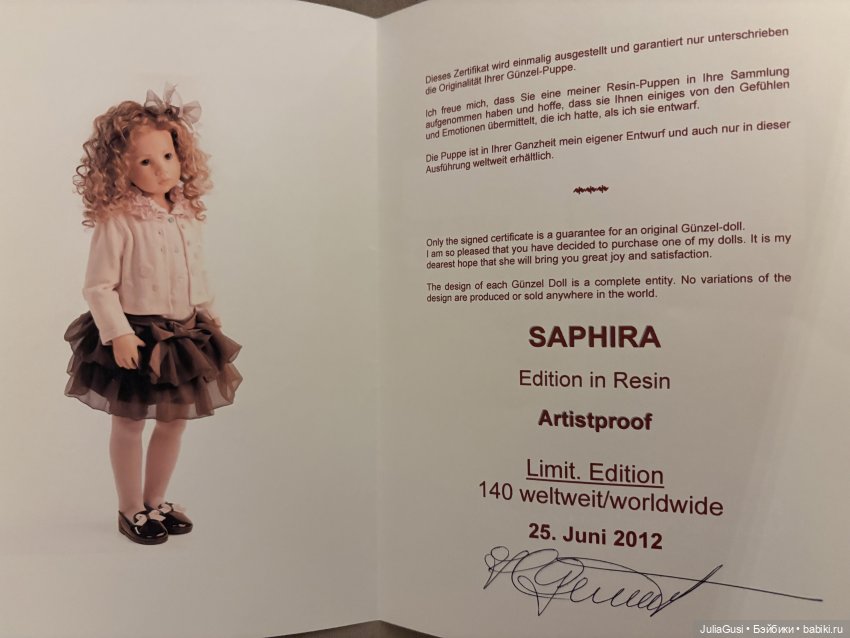 Dieses Zertifikat wird einmalig ausgestellt und garantiert nur unterschrieben
die Originalität Ihrer Günzel-Puppe.
Ich freue mich, dass Sie eine meiner Resin-Puppen in Ihre Sammlung
aufgenommen haben und hoffe, dass sie Ihnen einiges von den Gefühlen
und Emotionen übermittelt, die ich hatte, als ich sie entwarf.
Die Puppe ist in Ihrer Ganzheit mein eigener Entwurf und auch nur in dieser
Ausführung weltweit erhältlich.
Only the signed certificate is a guarantee for an original Günzel-doll.
I am so pleased that you have decided to purchase one of my dolls. It is my
dearest hope that she will bring you great joy and satisfaction.
The design of each Günzel Doll is a complete entity. No variations of the
design are produced or sold anywhere in the world.
SAPHIRA
Edition in Resin
Artistproof
Limit. Edition
140 weltweit/worldwide
25. Juni 2012
JuliaGusi • Бэйбики • babiki.ru